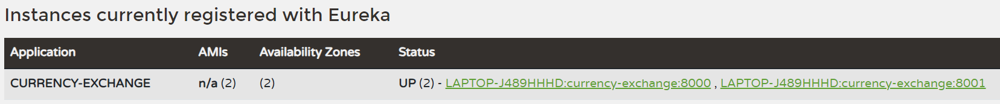 Instances currently registered with Eureka
Application AMIs Availability Zones Status
CURRENCY-EXCHANGE n/a (2) (2) UP (2) - LAPTOP-J489HHHD:currency-exchange:8000 , LAPTOP-J489HHHD:currency-exchange:8001